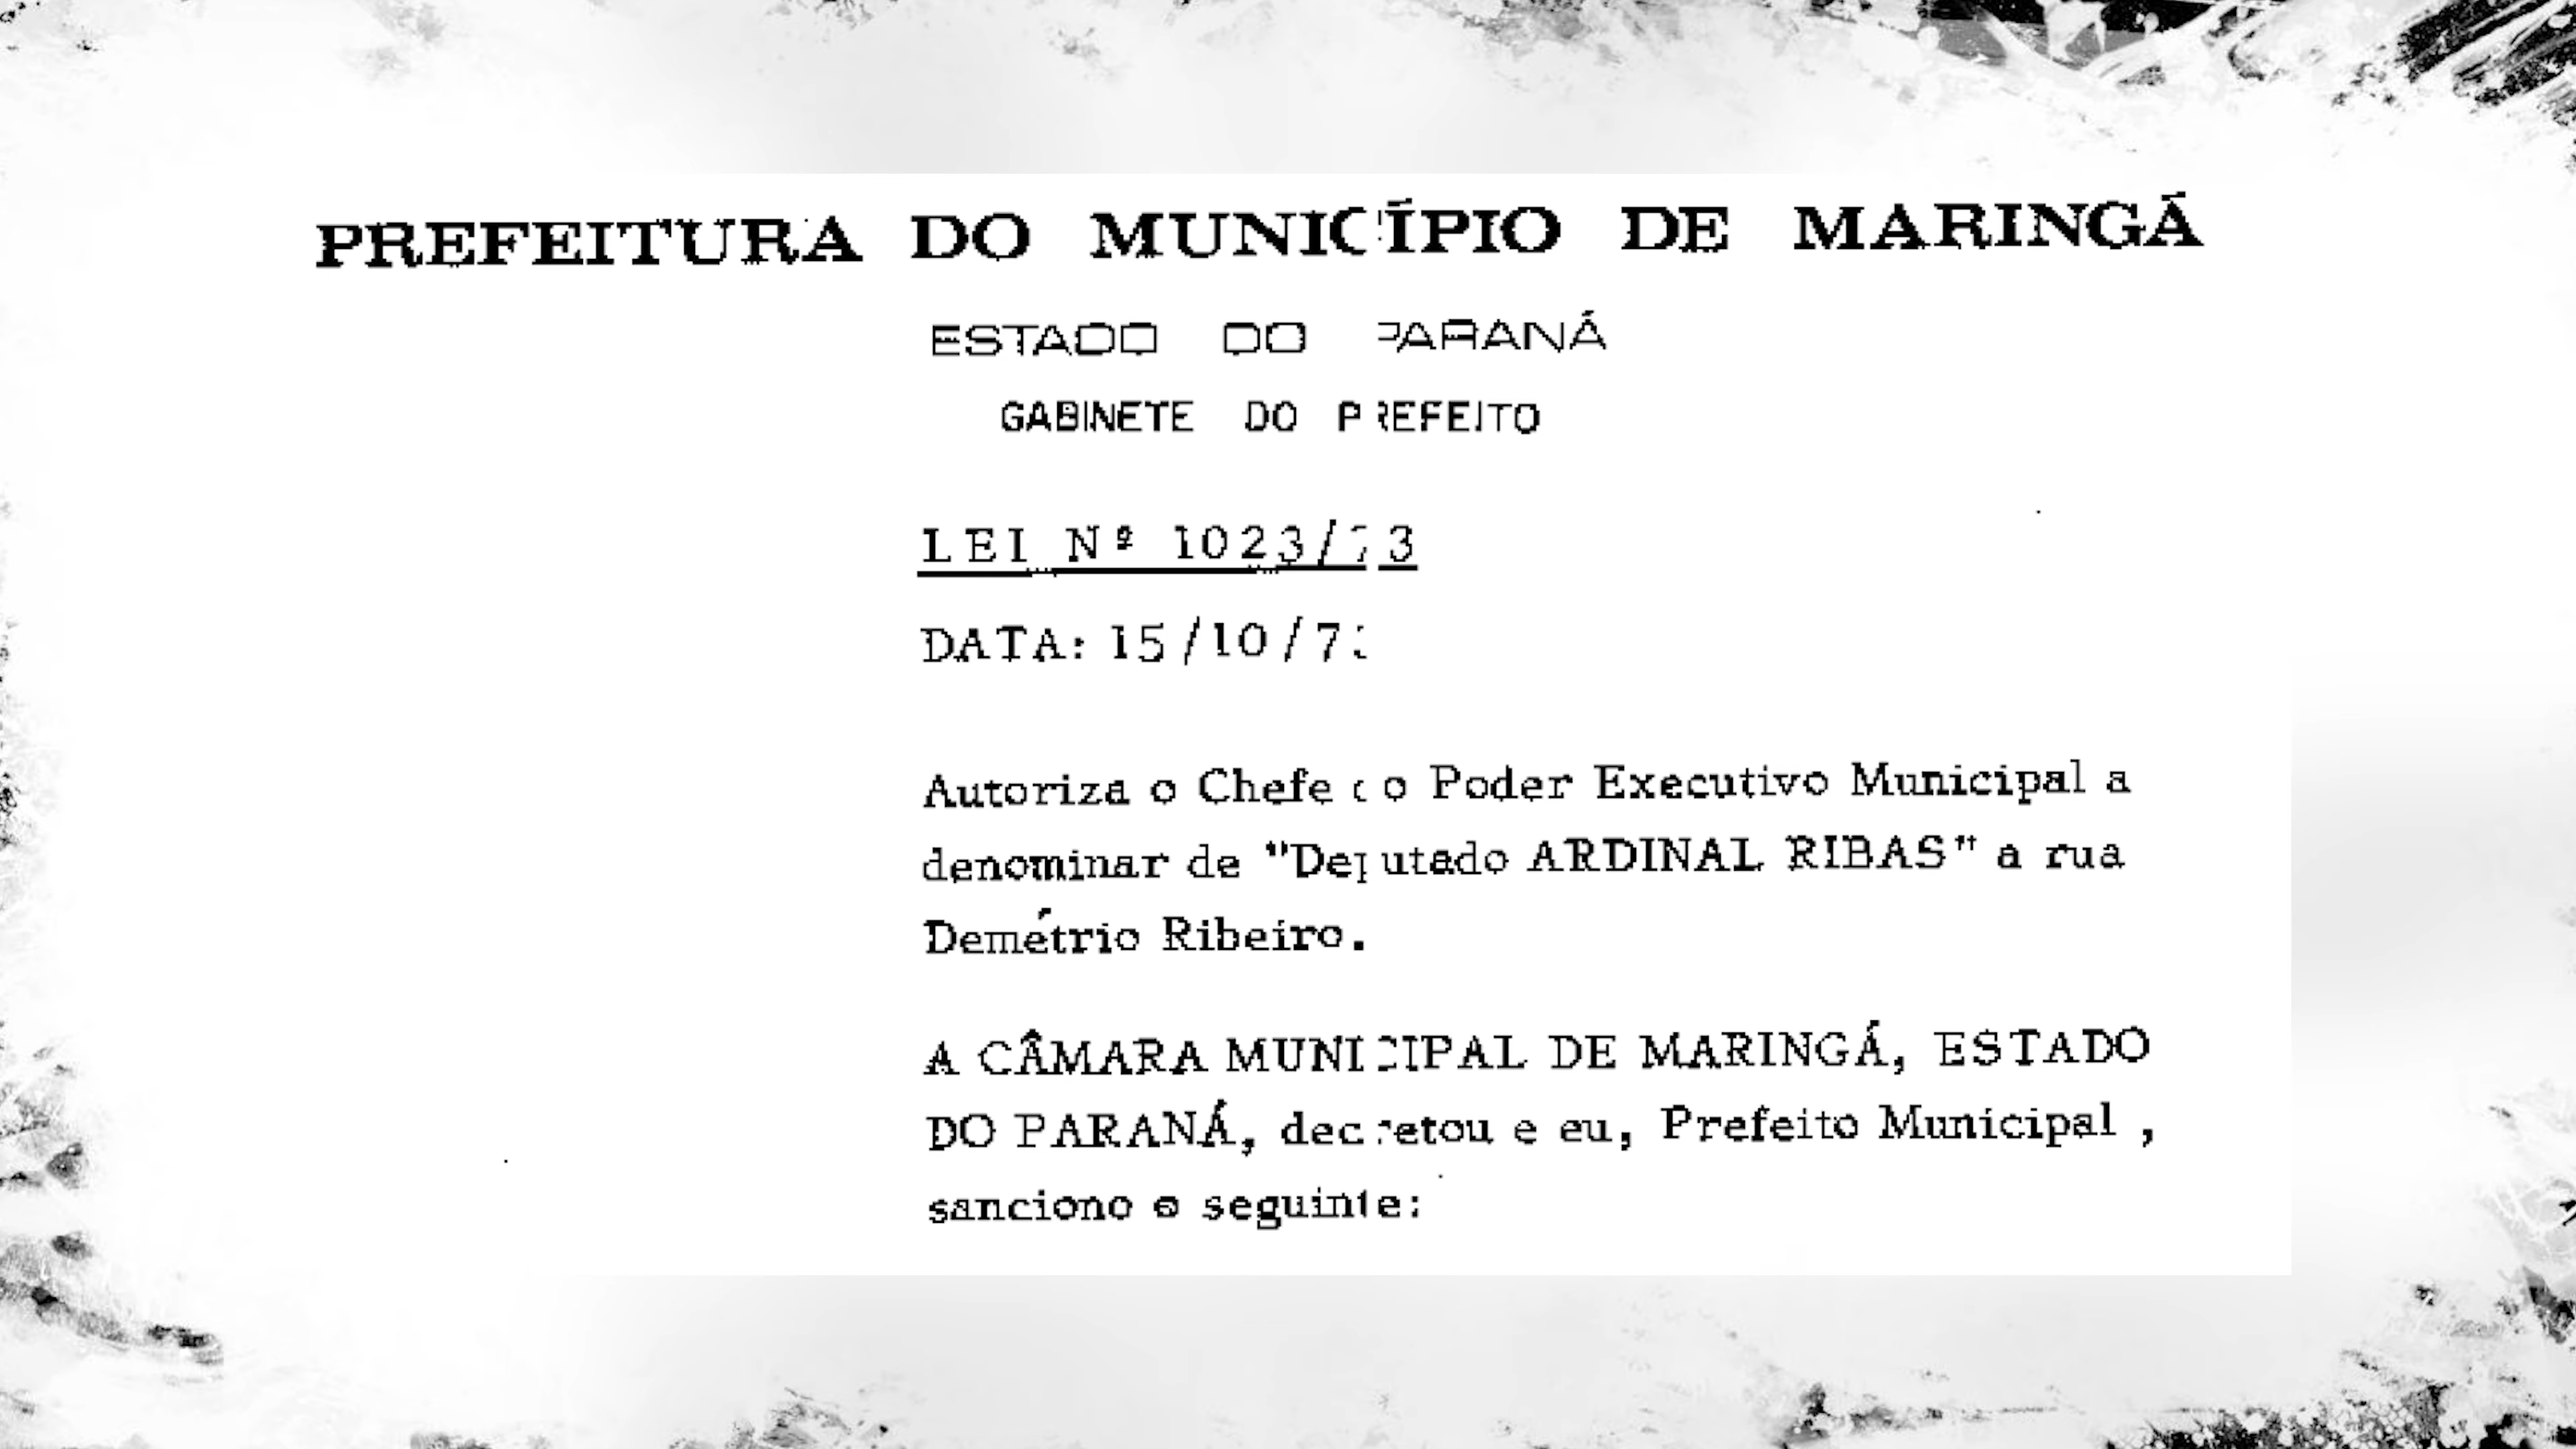 PREFEITURA DO MUNICÍPIO DE MARINGÁ
ESTADO DO PARANÁ
GABINETE DO PREFEITO
LEI Nº 1023/73
DATA: 15/10/73
Autoriza o Chefe do Poder Executivo Municipal a
denominar de "Deputado ARDINAL RIBAS" a rua
Demétrio Ribeiro.
A CÂMARA MUNICIPAL DE MARINGÁ, ESTADO
DO PARANÁ, decretou e eu, Prefeito Municipal ,
sanciono o seguinte: